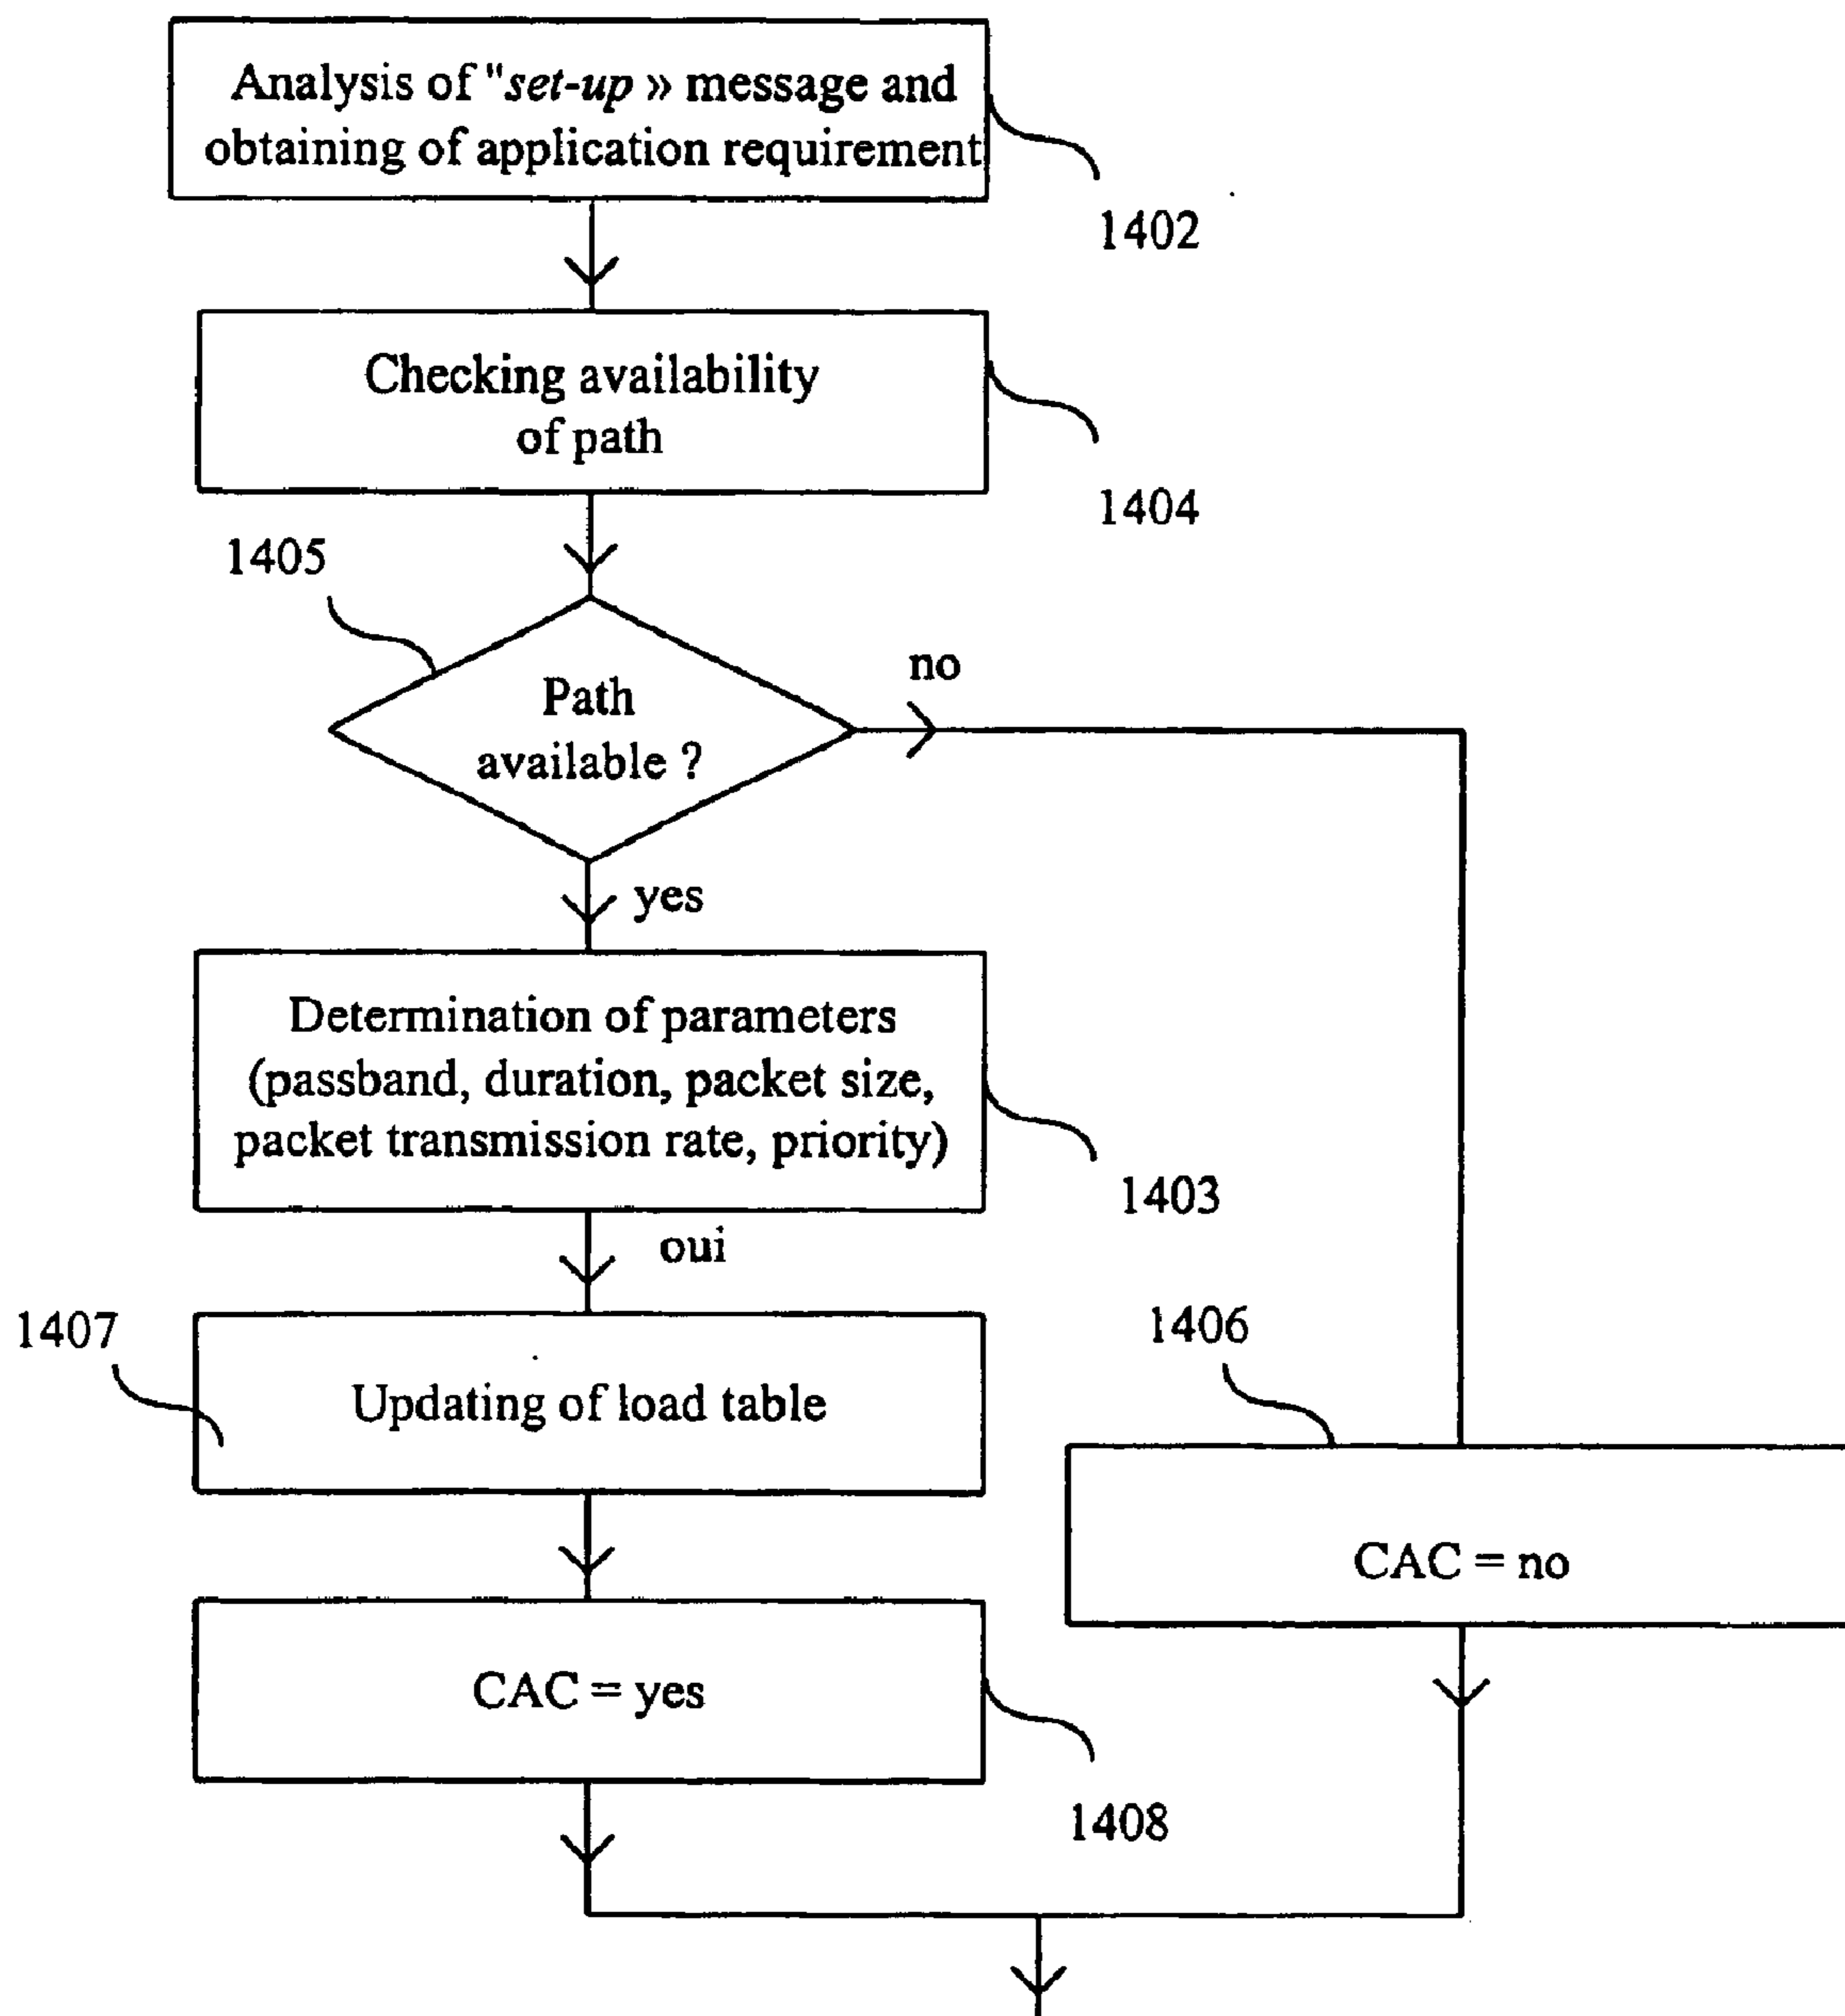 Analysis of "set-up » message and
obtaining of application requirement
1402
Checking availability
of path
1404
1405
Path
available ?
no
yes
Determination of parameters
(passband, duration, packet size,
packet transmission rate, priority)
1403
oui
1407
Updating of load table
1406
CAC = no
CAC = yes
1408